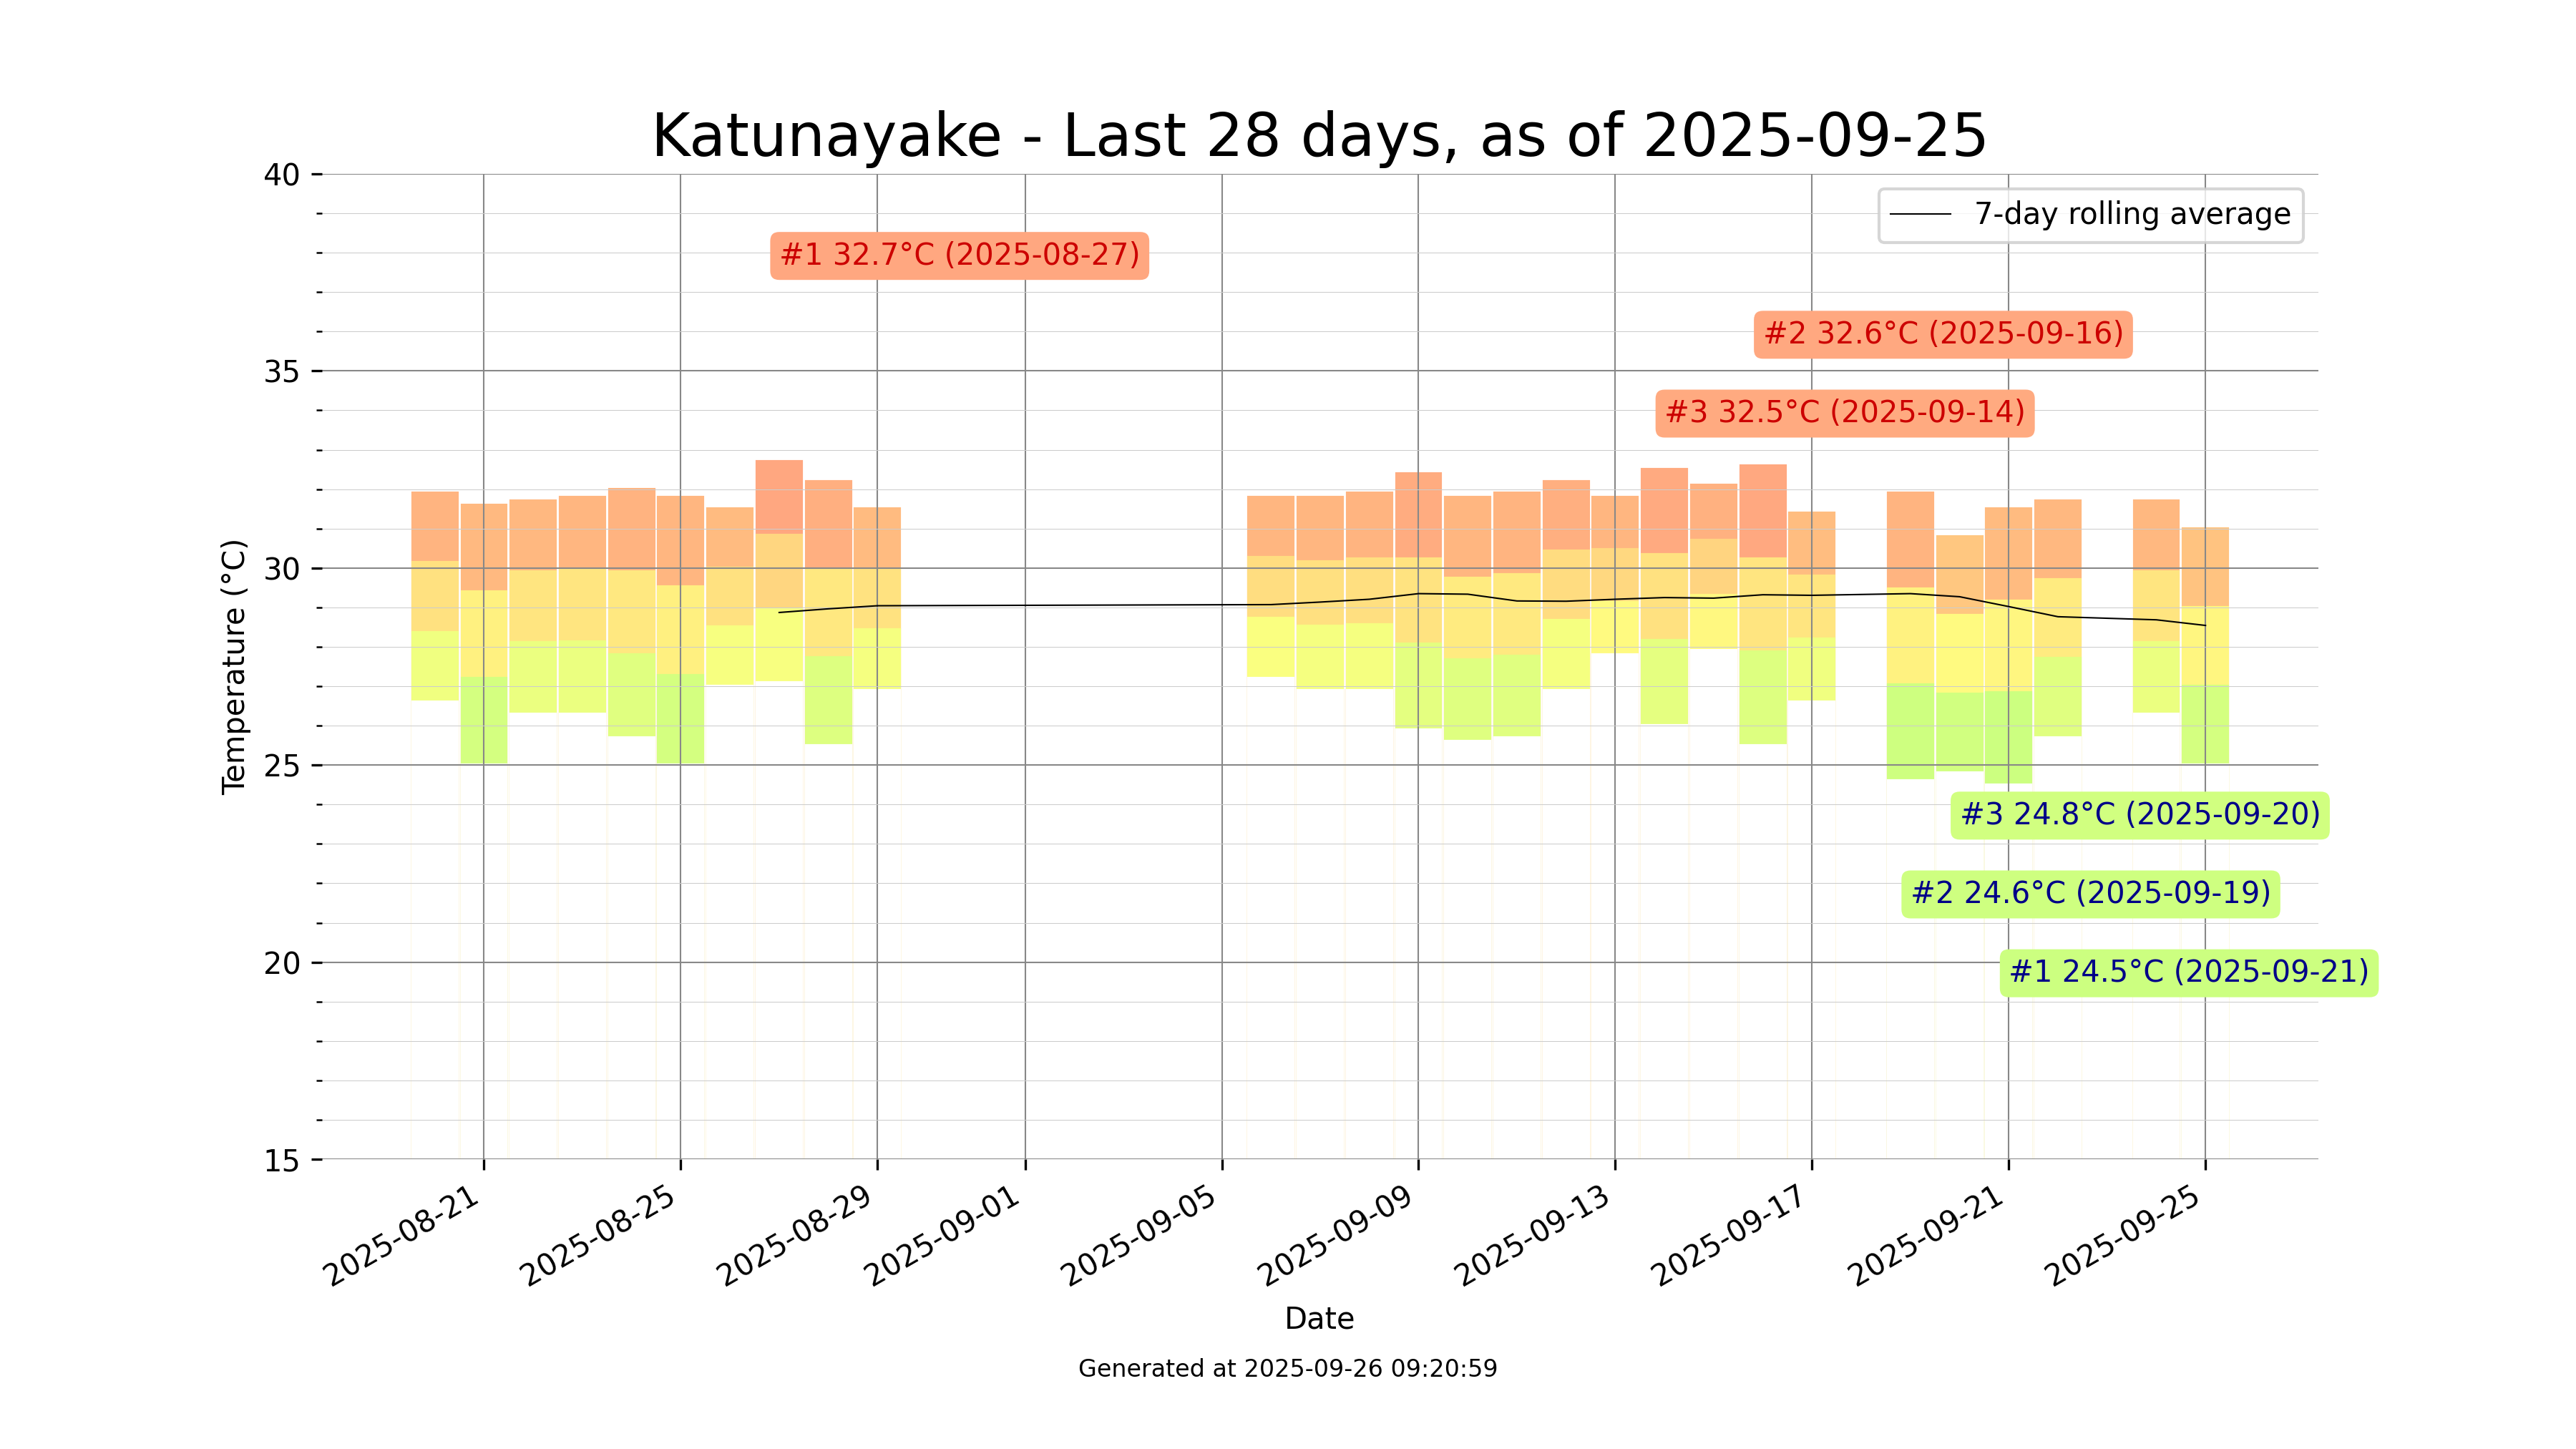 Katunayake - Last 28 days, as of 2025-09-25
40
7-day rolling average
#1 32.7°C (2025-08-27)
#2 32.6°C (2025-09-16)
35
#3 32.5°C (2025-09-14)
30
Temperature (°C)
25
#3 24.8°C (2025-09-20)
#2 24.6°C (2025-09-19)
20
#1 24.5°C (2025-09-21)
15
2025-08-21
2025-08-25
2025-08-29
2025-09-01
2025-09-05
2025-09-09
2025-09-13
2025-09-17
2025-09-21
2025-09-25
Date
Generated at 2025-09-26 09:20:59